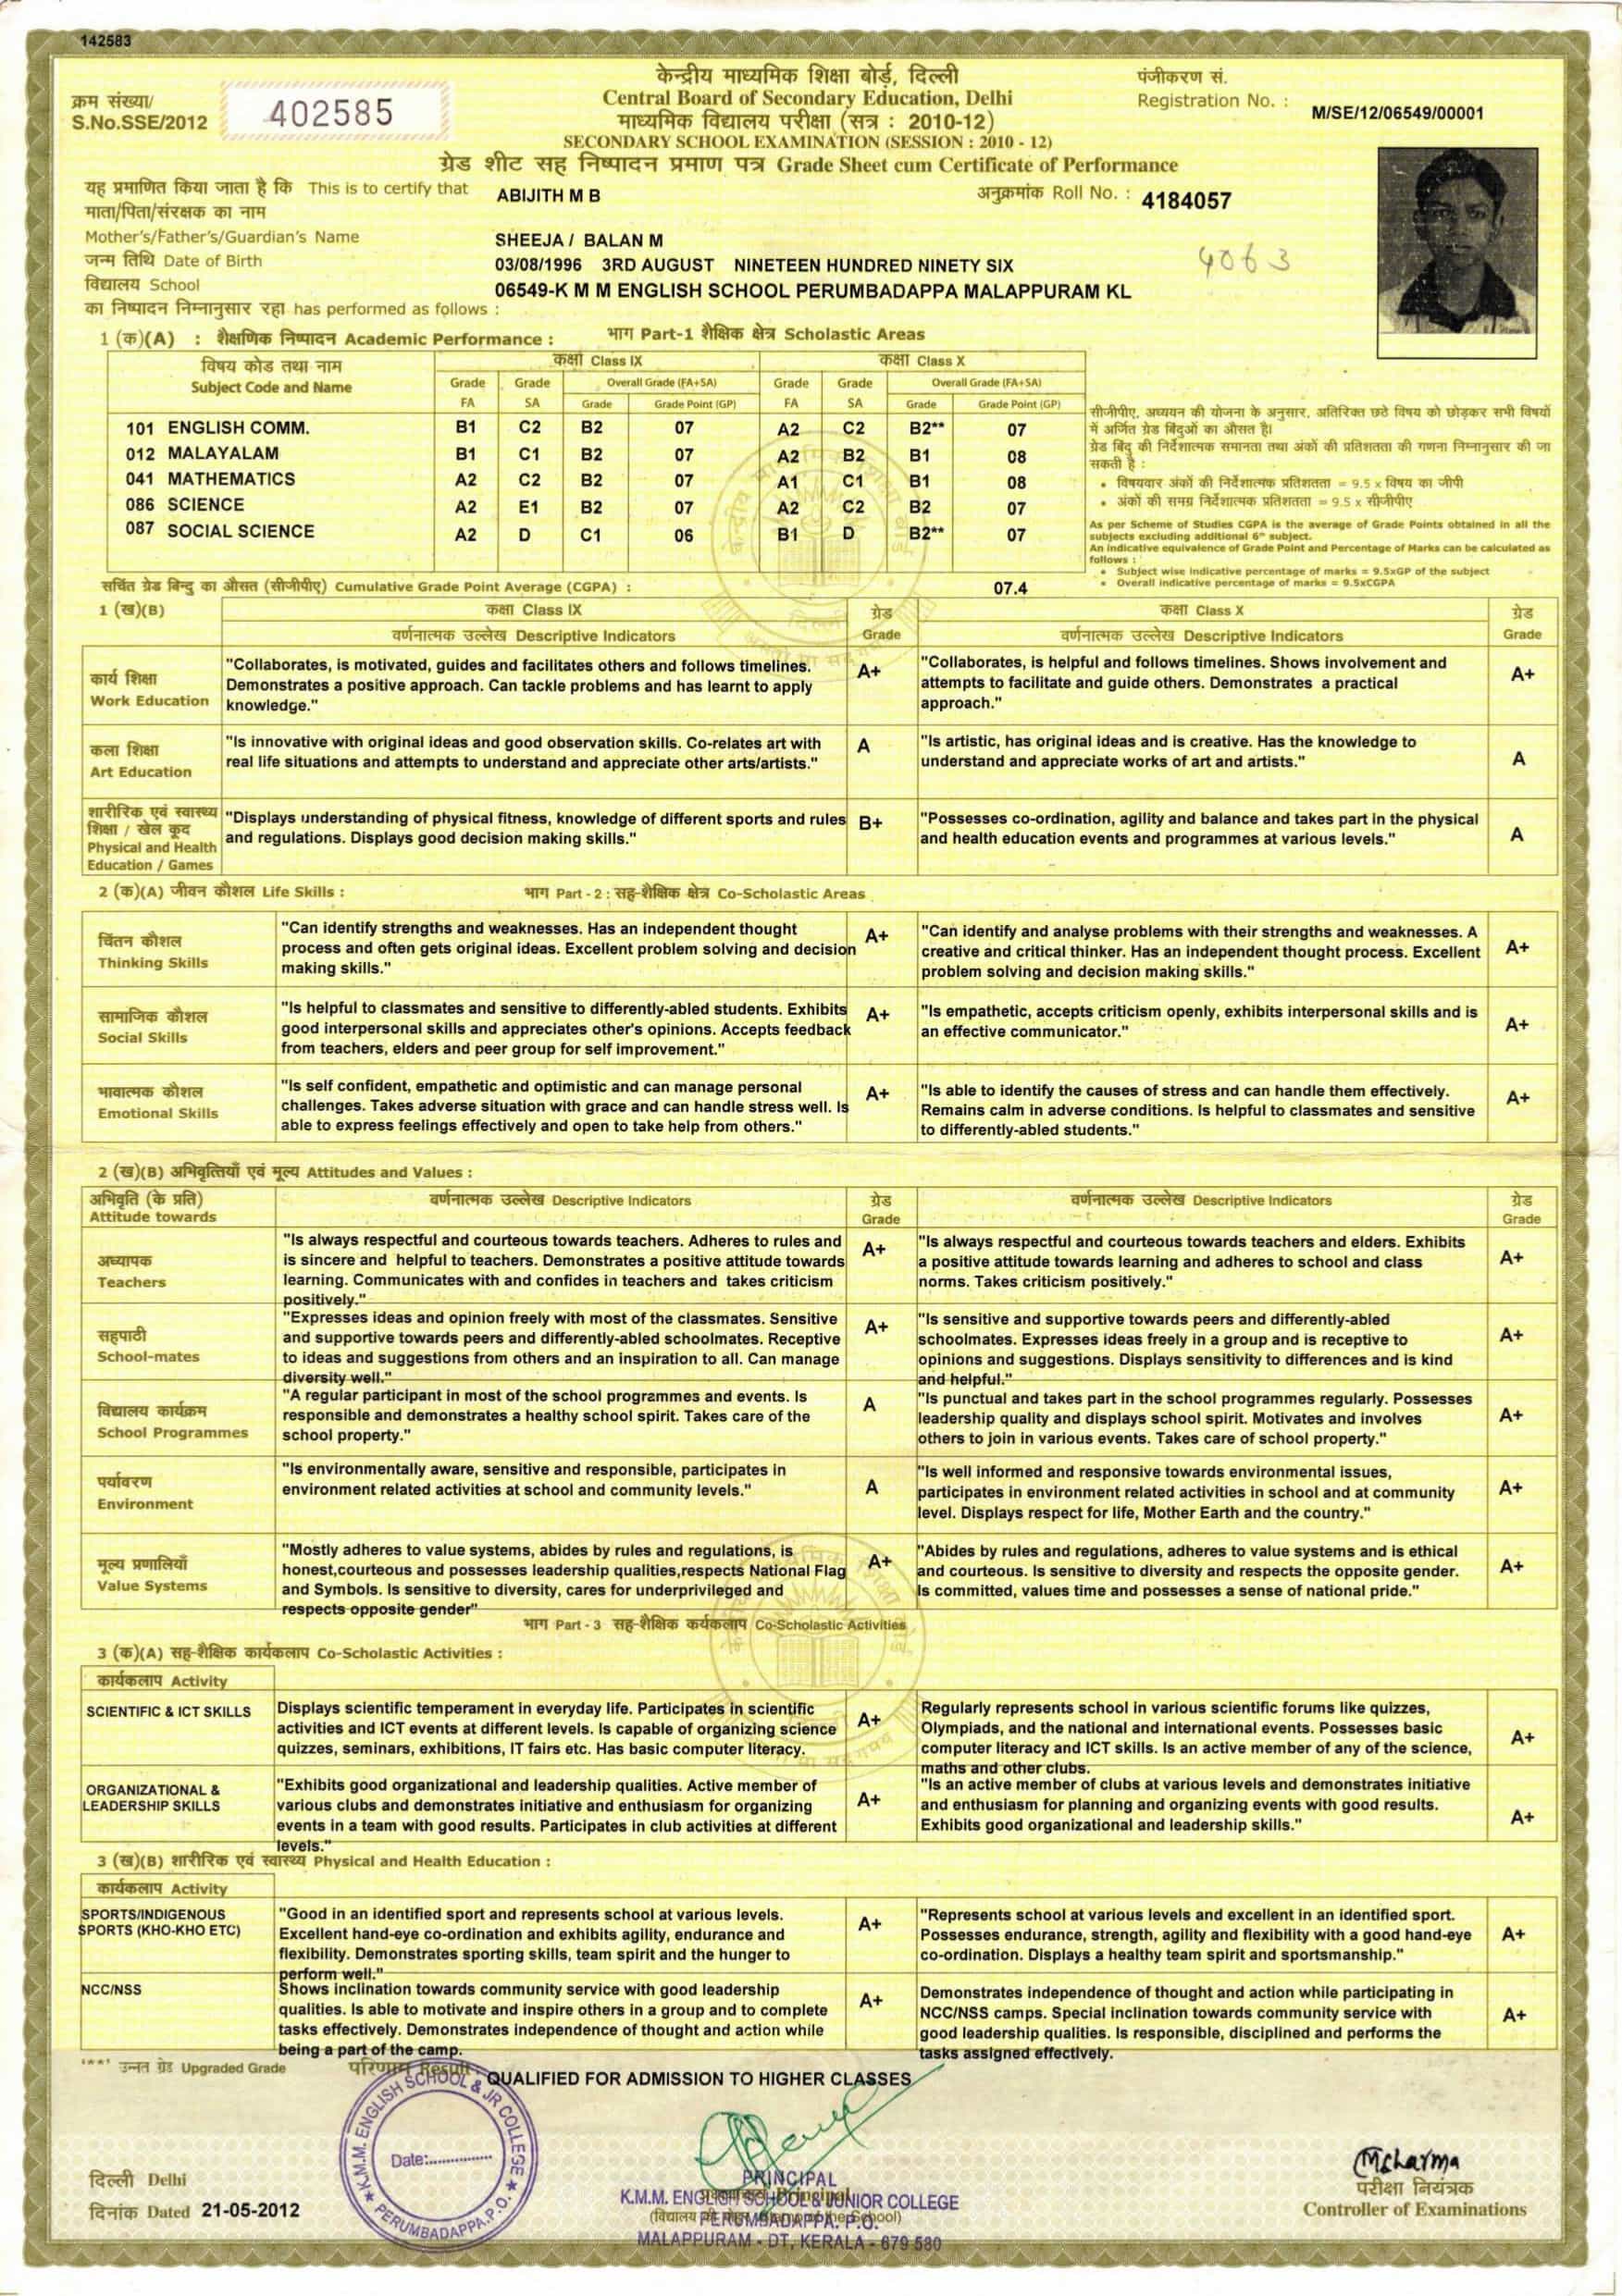 142583
केन्द्रीय माध्यमिक शिक्षा बोर्ड, दिल्ली
पंजीकरण सं.
क्रम संख्या/
S.No.SSE/2012
402585
Central Board of Secondary Education, Delhi
Registration No. :
M/SE/12/06549/00001
माध्यमिक विद्यालय परीक्षा (सत्र : 2010-12)
SECONDARY SCHOOL EXAMINATION (SESSION : 2010 - 12)
ग्रेड शीट सह निष्पादन प्रमाण पत्र Grade Sheet cum Certificate of Performance
यह प्रमाणित किया जाता है कि This is to certify that ABIJITH M B
अनुक्रमांक Roll No. : 4184057
माता/पिता/संरक्षक का नाम
Mother's/Father's/Guardian's Name SHEEJA / BALAN M
4063
जन्म तिथि Date of Birth 03/08/1996 3RD AUGUST NINETEEN HUNDRED NINETY SIX
विद्यालय School 06549-K M M ENGLISH SCHOOL PERUMBADAPPA MALAPPURAM KL
का निष्पादन निम्नानुसार रहा has performed as follows :
1 (क)(A) : शैक्षणिक निष्पादन Academic Performance : भाग Part-1 शैक्षिक क्षेत्र Scholastic Areas
विषय कोड तथा नाम
Subject Code and Name
कक्षा Class IX कक्षा Class X
Grade Grade Overall Grade (FA+SA) Grade Grade Overall Grade (FA+SA)
FA SA Grade Grade Point (GP) FA SA Grade Grade Point (GP)
101 ENGLISH COMM. B1 C2 B2 07 A2 C2 B2** 07
012 MALAYALAM B1 C1 B2 07 A2 B2 B1 08
041 MATHEMATICS A2 C2 B2 07 A1 C1 B1 08
086 SCIENCE A2 E1 B2 07 A2 C2 B2 07
087 SOCIAL SCIENCE A2 D C1 06 B1 D B2** 07
सीजीपीए, अध्ययन की योजना के अनुसार, अतिरिक्त छठे विषय को छोड़कर सभी विषयों
में अर्जित ग्रेड बिंदुओं का औसत है।
ग्रेड बिंदु की निर्देशात्मक समानता तथा अंकों की प्रतिशतता की गणना निम्नानुसार की जा
सकती है :
• विषयवार अंकों की निर्देशात्मक प्रतिशतता = 9.5 x विषय का जीपी
• अंकों की समग्र निर्देशात्मक प्रतिशतता = 9.5 x सीजीपीए
As per Scheme of Studies CGPA is the average of Grade Points obtained in all the
subjects excluding additional 6th subject.
An indicative equivalence of Grade Point and Percentage of Marks can be calculated as
follows :
• Subject wise indicative percentage of marks = 9.5xGP of the subject
• Overall indicative percentage of marks = 9.5xCGPA
संचित ग्रेड बिन्दु का औसत (सीजीपीए) Cumulative Grade Point Average (CGPA) : 07.4
1 (ख)(B) कक्षा Class IX ग्रेड कक्षा Class X ग्रेड
वर्णनात्मक उल्लेख Descriptive Indicators Grade वर्णनात्मक उल्लेख Descriptive Indicators Grade
कार्य शिक्षा
Work Education
"Collaborates, is motivated, guides and facilitates others and follows timelines.
Demonstrates a positive approach. Can tackle problems and has learnt to apply
knowledge."
A+
"Collaborates, is helpful and follows timelines. Shows involvement and
attempts to facilitate and guide others. Demonstrates a practical
approach."
A+
कला शिक्षा
Art Education
"Is innovative with original ideas and good observation skills. Co-relates art with
real life situations and attempts to understand and appreciate other arts/artists."
A
"Is artistic, has original ideas and is creative. Has the knowledge to
understand and appreciate works of art and artists."
A
शारीरिक एवं स्वास्थ्य
शिक्षा / खेल कूद
Physical and Health
Education / Games
"Displays understanding of physical fitness, knowledge of different sports and rules
and regulations. Displays good decision making skills."
B+
"Possesses co-ordination, agility and balance and takes part in the physical
and health education events and programmes at various levels."
A
2 (क)(A) जीवन कौशल Life Skills : भाग Part - 2 : सह-शैक्षिक क्षेत्र Co-Scholastic Areas
चिंतन कौशल
Thinking Skills
"Can identify strengths and weaknesses. Has an independent thought
process and often gets original ideas. Excellent problem solving and decision
making skills."
A+
"Can identify and analyse problems with their strengths and weaknesses. A
creative and critical thinker. Has an independent thought process. Excellent
problem solving and decision making skills."
A+
सामाजिक कौशल
Social Skills
"Is helpful to classmates and sensitive to differently-abled students. Exhibits
good interpersonal skills and appreciates other's opinions. Accepts feedback
from teachers, elders and peer group for self improvement."
A+
"Is empathetic, accepts criticism openly, exhibits interpersonal skills and is
an effective communicator."
A+
भावात्मक कौशल
Emotional Skills
"Is self confident, empathetic and optimistic and can manage personal
challenges. Takes adverse situation with grace and can handle stress well. Is
able to express feelings effectively and open to take help from others."
A+
"Is able to identify the causes of stress and can handle them effectively.
Remains calm in adverse conditions. Is helpful to classmates and sensitive
to differently-abled students."
A+
2 (ख)(B) अभिवृत्तियाँ एवं मूल्य Attitudes and Values :
अभिवृति (के प्रति)
Attitude towards
वर्णनात्मक उल्लेख Descriptive Indicators ग्रेड वर्णनात्मक उल्लेख Descriptive Indicators ग्रेड
Grade Grade
अध्यापक
Teachers
"Is always respectful and courteous towards teachers. Adheres to rules and
is sincere and helpful to teachers. Demonstrates a positive attitude towards
learning. Communicates with and confides in teachers and takes criticism
positively."
A+
"Is always respectful and courteous towards teachers and elders. Exhibits
a positive attitude towards learning and adheres to school and class
norms. Takes criticism positively."
A+
सहपाठी
School-mates
"Expresses ideas and opinion freely with most of the classmates. Sensitive
and supportive towards peers and differently-abled schoolmates. Receptive
to ideas and suggestions from others and an inspiration to all. Can manage
diversity well."
A+
"Is sensitive and supportive towards peers and differently-abled
schoolmates. Expresses ideas freely in a group and is receptive to
opinions and suggestions. Displays sensitivity to differences and is kind
and helpful."
A+
विद्यालय कार्यक्रम
School Programmes
"A regular participant in most of the school programmes and events. Is
responsible and demonstrates a healthy school spirit. Takes care of the
school property."
A
"Is punctual and takes part in the school programmes regularly. Possesses
leadership quality and displays school spirit. Motivates and involves
others to join in various events. Takes care of school property."
A+
पर्यावरण
Environment
"Is environmentally aware, sensitive and responsible, participates in
environment related activities at school and community levels."
A
"Is well informed and responsive towards environmental issues,
participates in environment related activities in school and at community
level. Displays respect for life, Mother Earth and the country."
A+
मूल्य प्रणालियाँ
Value Systems
"Mostly adheres to value systems, abides by rules and regulations, is
honest,courteous and possesses leadership qualities,respects National Flag
and Symbols. Is sensitive to diversity, cares for underprivileged and
respects opposite gender"
A+
"Abides by rules and regulations, adheres to value systems and is ethical
and courteous. Is sensitive to diversity and respects the opposite gender.
Is committed, values time and possesses a sense of national pride."
A+
भाग Part - 3 सह-शैक्षिक कर्यकलाप Co-Scholastic Activities
3 (क)(A) सह-शैक्षिक कार्यकलाप Co-Scholastic Activities :
कार्यकलाप Activity
SCIENTIFIC & ICT SKILLS
Displays scientific temperament in everyday life. Participates in scientific
activities and ICT events at different levels. Is capable of organizing science
quizzes, seminars, exhibitions, IT fairs etc. Has basic computer literacy.
A+
Regularly represents school in various scientific forums like quizzes,
Olympiads, and the national and international events. Possesses basic
computer literacy and ICT skills. Is an active member of any of the science,
maths and other clubs.
A+
ORGANIZATIONAL &
LEADERSHIP SKILLS
"Exhibits good organizational and leadership qualities. Active member of
various clubs and demonstrates initiative and enthusiasm for organizing
events in a team with good results. Participates in club activities at different
levels."
A+
"Is an active member of clubs at various levels and demonstrates initiative
and enthusiasm for planning and organizing events with good results.
Exhibits good organizational and leadership skills."
A+
3 (ख)(B) शारीरिक एवं स्वास्थ्य Physical and Health Education :
कार्यकलाप Activity
SPORTS/INDIGENOUS
SPORTS (KHO-KHO ETC)
"Good in an identified sport and represents school at various levels.
Excellent hand-eye co-ordination and exhibits agility, endurance and
flexibility. Demonstrates sporting skills, team spirit and the hunger to
perform well."
A+
"Represents school at various levels and excellent in an identified sport.
Possesses endurance, strength, agility and flexibility with a good hand-eye
co-ordination. Displays a healthy team spirit and sportsmanship."
A+
NCC/NSS
Shows inclination towards community service with good leadership
qualities. Is able to motivate and inspire others in a group and to complete
tasks effectively. Demonstrates independence of thought and action while
being a part of the camp.
A+
Demonstrates independence of thought and action while participating in
NCC/NSS camps. Special inclination towards community service with
good leadership qualities. Is responsible, disciplined and performs the
tasks assigned effectively.
A+
'**' उन्नत ग्रेड Upgraded Grade
परिणाम Result : QUALIFIED FOR ADMISSION TO HIGHER CLASSES
K.M.M. ENGLISH SCHOOL & JR COLLEGE
Date:
PERUMBADAPPA.P.O.
दिल्ली Delhi
दिनांक Dated 21-05-2012
PRINCIPAL
K.M.M. ENGLISH SCHOOL & JUNIOR COLLEGE
PERUMBADAPPA. P.O.
MALAPPURAM - DT, KERALA - 679 580
MSharma
परीक्षा नियंत्रक
Controller of Examinations